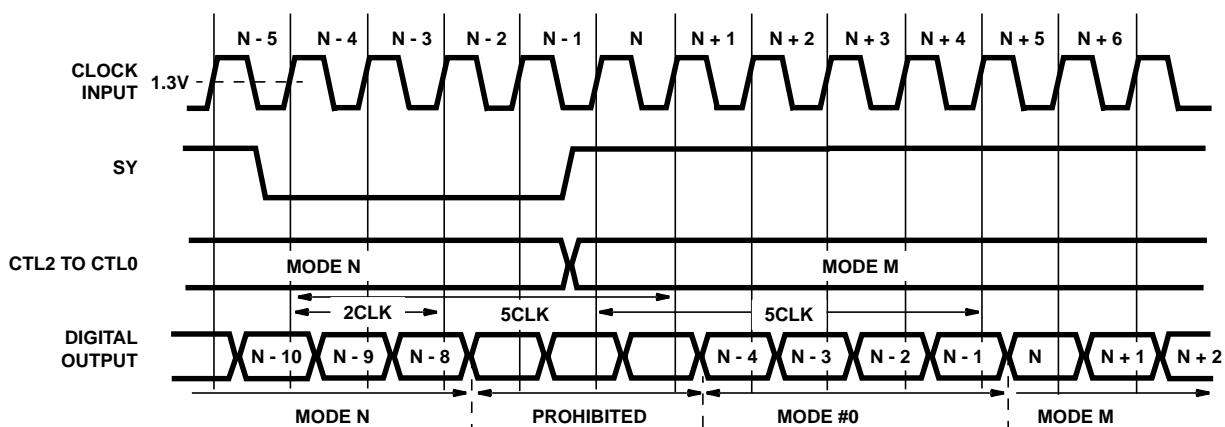 N - 5 N - 4 N - 3 N - 2 N - 1 N N + 1 N + 2 N + 3 N + 4 N + 5 N + 6
CLOCK
INPUT
1.3V
SY
CTL2 TO CTL0
MODE N MODE M
2CLK 5CLK 5CLK
DIGITAL
OUTPUT
N - 10 N - 9 N - 8 N - 4 N - 3 N - 2 N - 1 N N + 1 N + 2
MODE N PROHIBITED MODE #0 MODE M